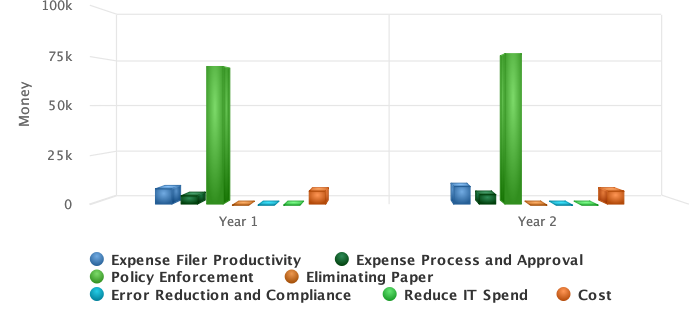 100k
75k
50k
25k
0
Money
Year 1 Year 2
Expense Filer Productivity Expense Process and Approval
Policy Enforcement Eliminating Paper
Error Reduction and Compliance Reduce IT Spend Cost